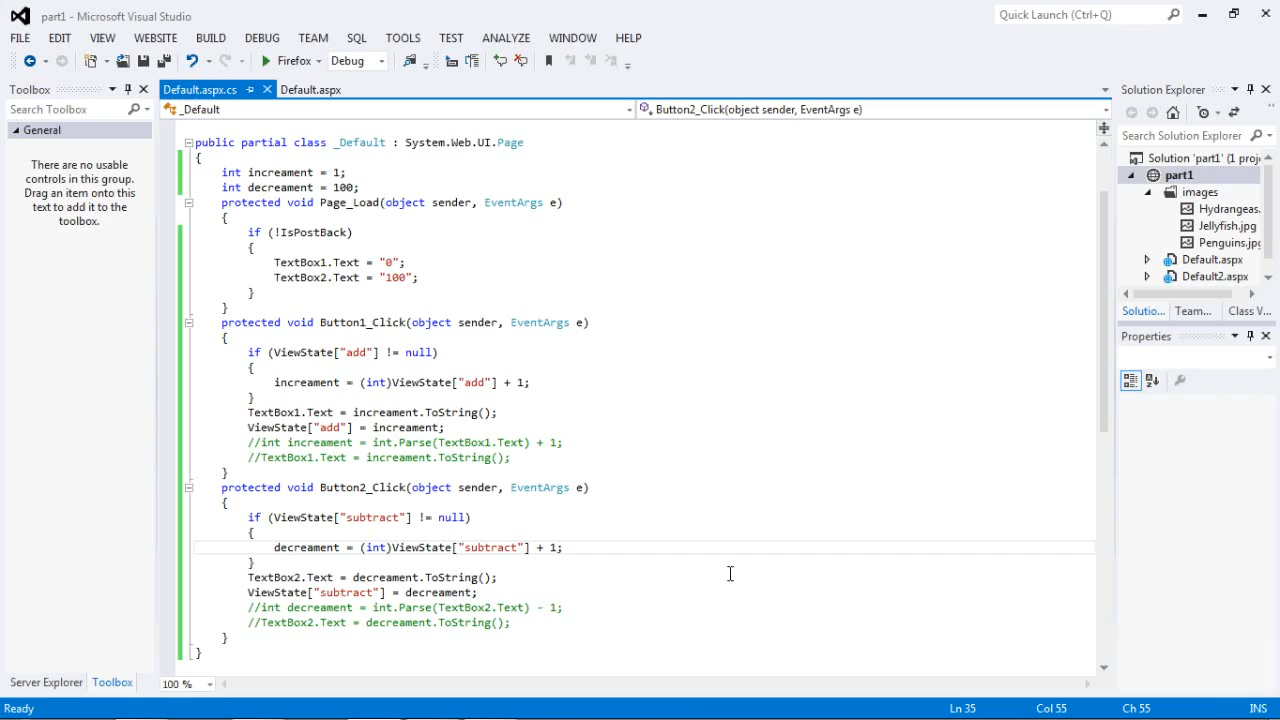 part1 - Microsoft Visual Studio
Quick Launch (Ctrl+Q)
FILE EDIT VIEW WEBSITE BUILD DEBUG TEAM SQL TOOLS TEST ANALYZE WINDOW HELP
Firefox Debug
Toolbox
Search Toolbox
General
There are no usable
controls in this group.
Drag an item onto this
text to add it to the
toolbox.
Server Explorer Toolbox
Default.aspx.cs Default.aspx
_Default Button2_Click(object sender, EventArgs e)
public partial class _Default : System.Web.UI.Page
{
int increament = 1;
int decreament = 100;
protected void Page_Load(object sender, EventArgs e)
{
if (!IsPostBack)
{
TextBox1.Text = "0";
TextBox2.Text = "100";
}
}
protected void Button1_Click(object sender, EventArgs e)
{
if (ViewState["add"] != null)
{
increament = (int)ViewState["add"] + 1;
}
TextBox1.Text = increament.ToString();
ViewState["add"] = increament;
//int increament = int.Parse(TextBox1.Text) + 1;
//TextBox1.Text = increament.ToString();
}
protected void Button2_Click(object sender, EventArgs e)
{
if (ViewState["subtract"] != null)
{
decreament = (int)ViewState["subtract"] + 1;
}
TextBox2.Text = decreament.ToString();
ViewState["subtract"] = decreament;
//int decreament = int.Parse(TextBox2.Text) - 1;
//TextBox2.Text = decreament.ToString();
}
}
100 %
Solution Explorer
Search Solution Explorer
Solution 'part1' (1 proj
part1
images
Hydrangeas.
Jellyfish.jpg
Penguins.jpg
Default.aspx
Default2.aspx
Solutio... Team... Class V...
Properties
Ready Ln 35 Col 55 Ch 55 INS